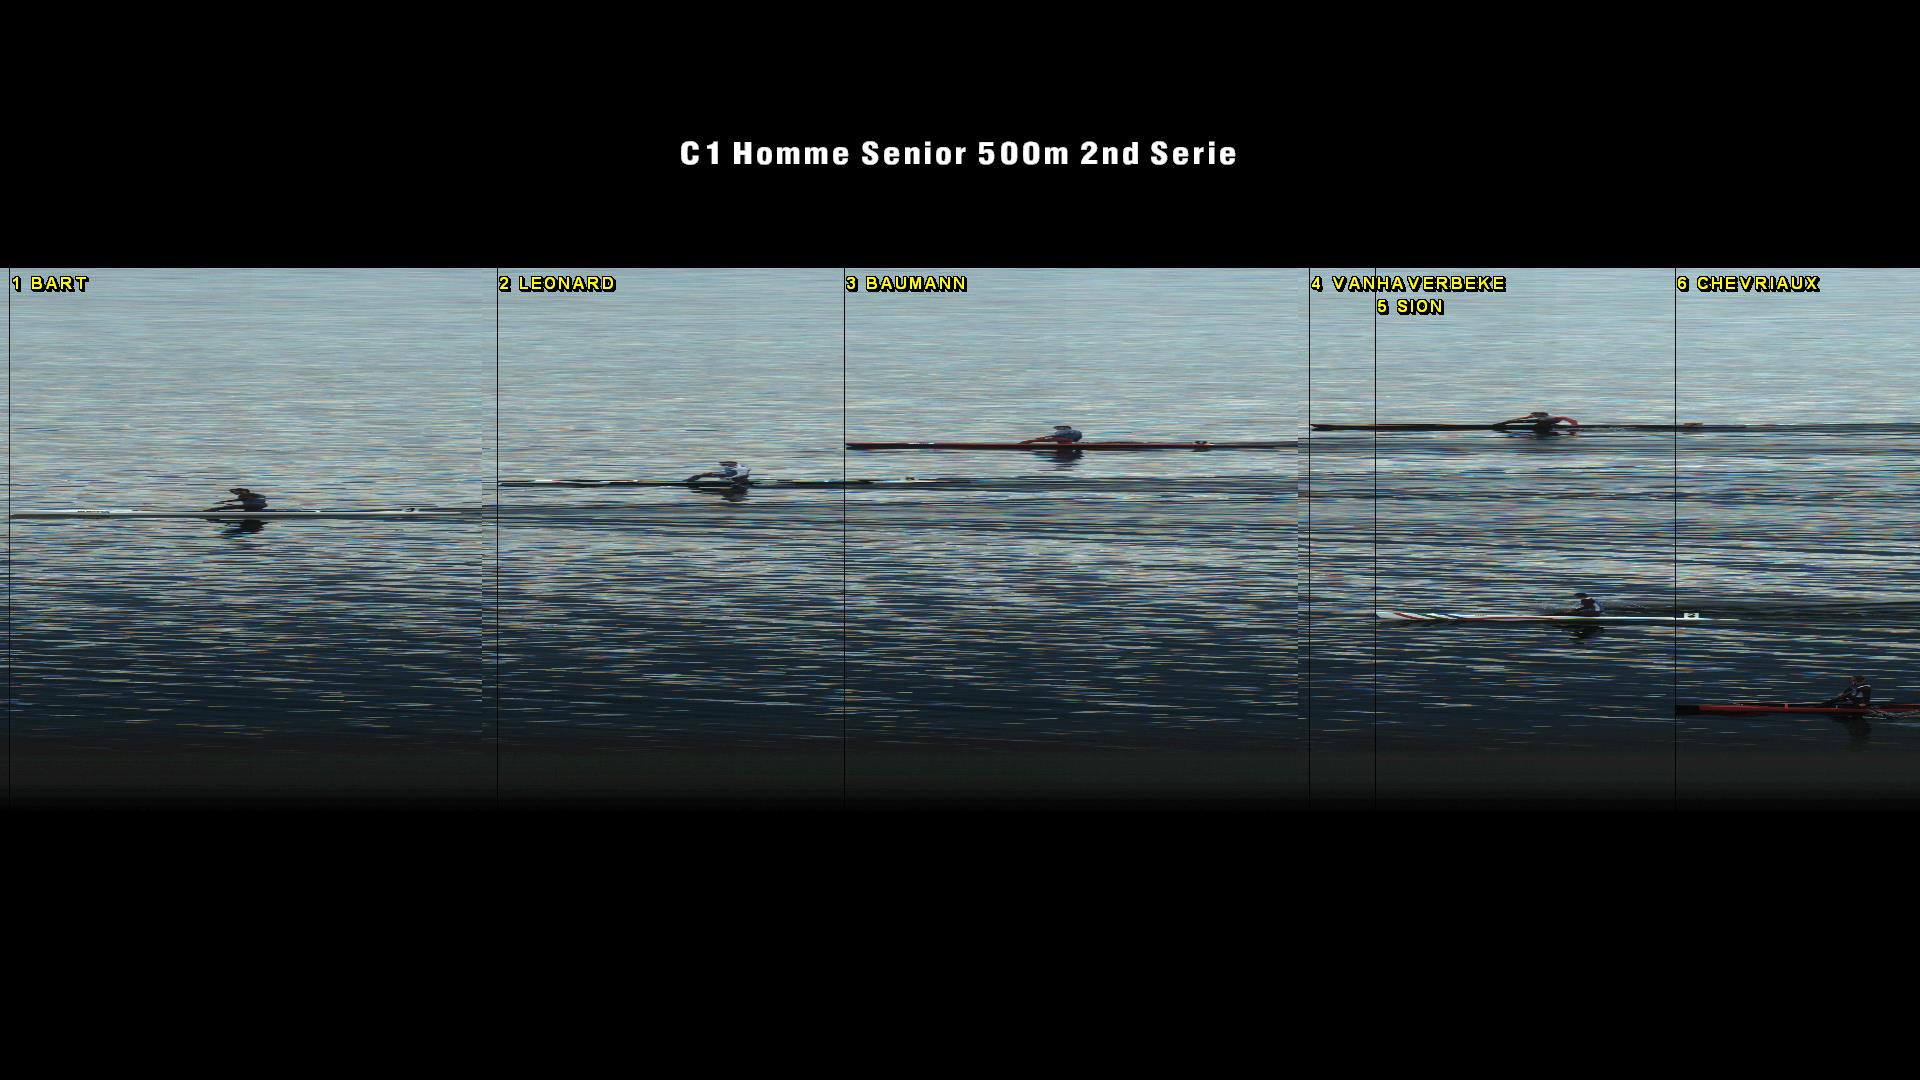 C1 Homme Senior 500m 2nd Serie
1 BART
2 LEONARD
3 BAUMANN
4 VANHAVERBEKE
5 SION
6 CHEVRIAUX